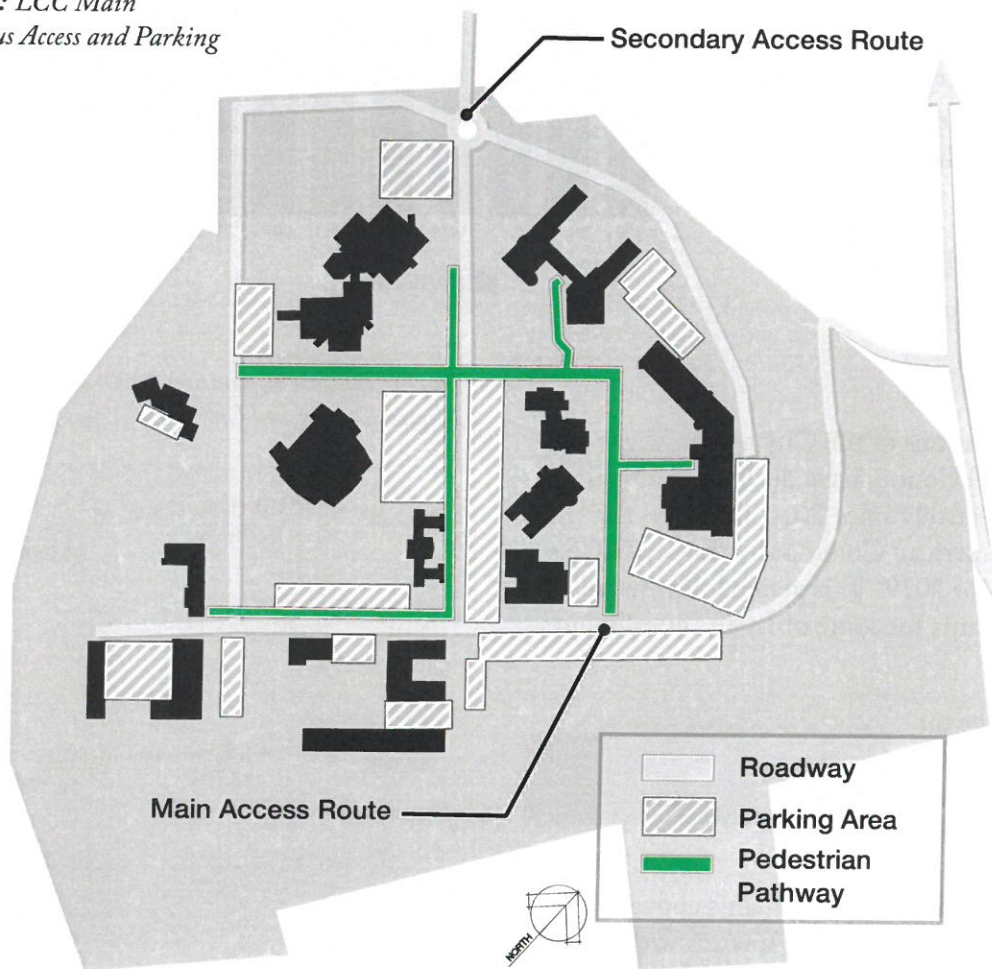 : LCC Main
us Access and Parking
Secondary Access Route
Main Access Route
Roadway
Parking Area
Pedestrian
Pathway
NORTH